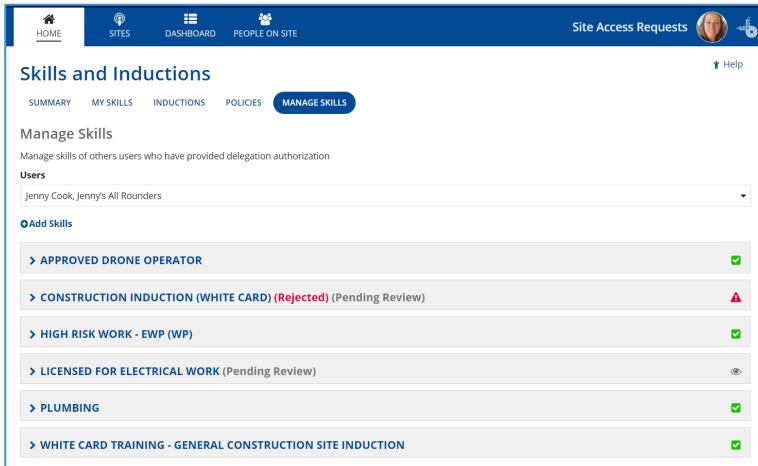 HOME
SITES
DASHBOARD
PEOPLE ON SITE
Site Access Requests
Skills and Inductions
Help
SUMMARY
MY SKILLS
INDUCTIONS
POLICIES
MANAGE SKILLS
Manage Skills
Manage skills of others users who have provided delegation authorization
Users
Jenny Cook, Jenny's All Rounders
Add Skills
APPROVED DRONE OPERATOR
CONSTRUCTION INDUCTION (WHITE CARD) (Rejected) (Pending Review)
HIGH RISK WORK - EWP (WP)
LICENSED FOR ELECTRICAL WORK (Pending Review)
PLUMBING
WHITE CARD TRAINING - GENERAL CONSTRUCTION SITE INDUCTION